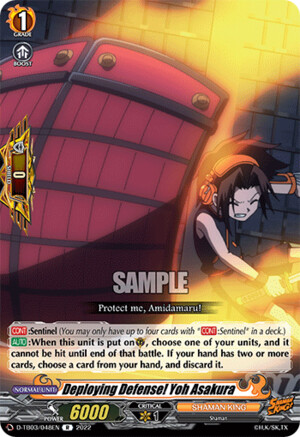 1
GRADE
BOOST
0
SAMPLE
Protect me, Amidamaru!
CONT:Sentinel (You may only have up to four cards with "CONT:Sentinel" in a deck.)
AUTO:When this unit is put on, choose one of your units, and it
cannot be hit until end of that battle. If your hand has two or more
cards, choose a card from your hand, and discard it.
NORMAL UNIT
Deploying Defense! Yoh Asakura
POWER 6000
CRITICAL 1
SHAMAN KING
Shaman
D-TB03/048EN R 2022
©H.K/SK,TX